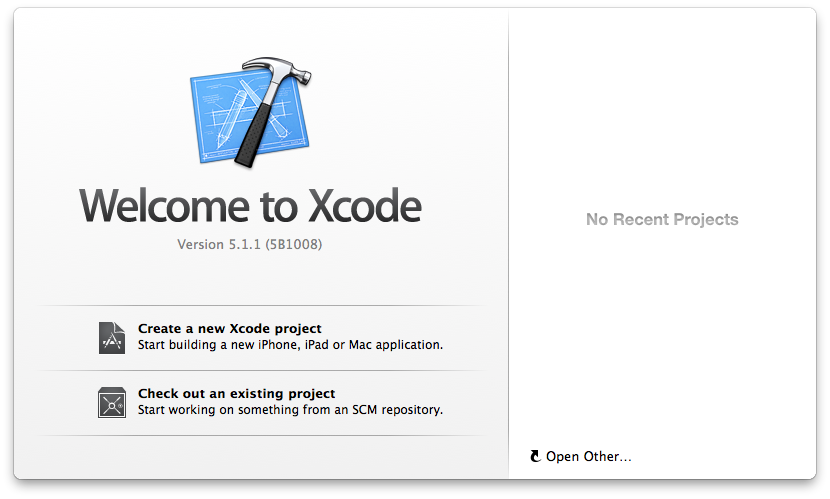 Welcome to Xcode
Version 5.1.1 (5B1008)
Create a new Xcode project
Start building a new iPhone, iPad or Mac application.
Check out an existing project
Start working on something from an SCM repository.
No Recent Projects
Open Other...